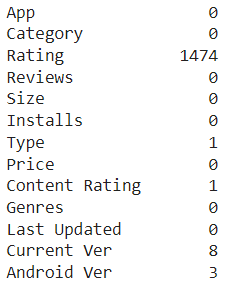 App 0
Category 0
Rating 1474
Reviews 0
Size 0
Installs 0
Type 1
Price 0
Content Rating 1
Genres 0
Last Updated 0
Current Ver 8
Android Ver 3